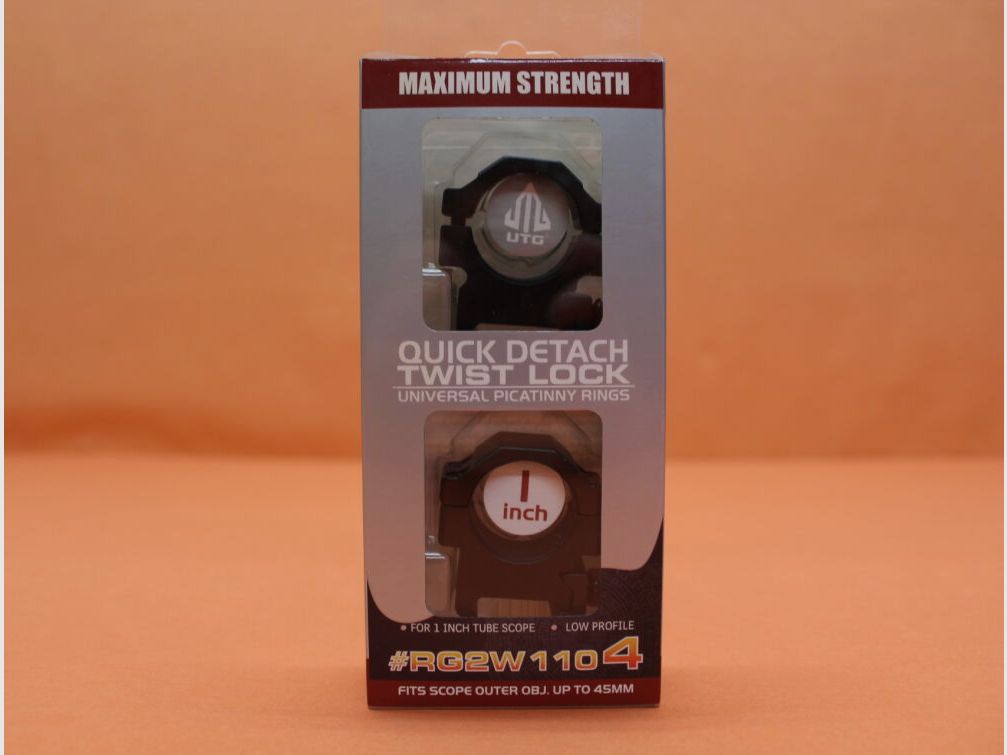 MAXIMUM STRENGTH
UTG
QUICK DETACH
TWIST LOCK
UNIVERSAL PICATINNY RINGS
1
inch
• FOR 1 INCH TUBE SCOPE • LOW PROFILE
#RG2W1104
FITS SCOPE OUTER OBJ. UP TO 45MM